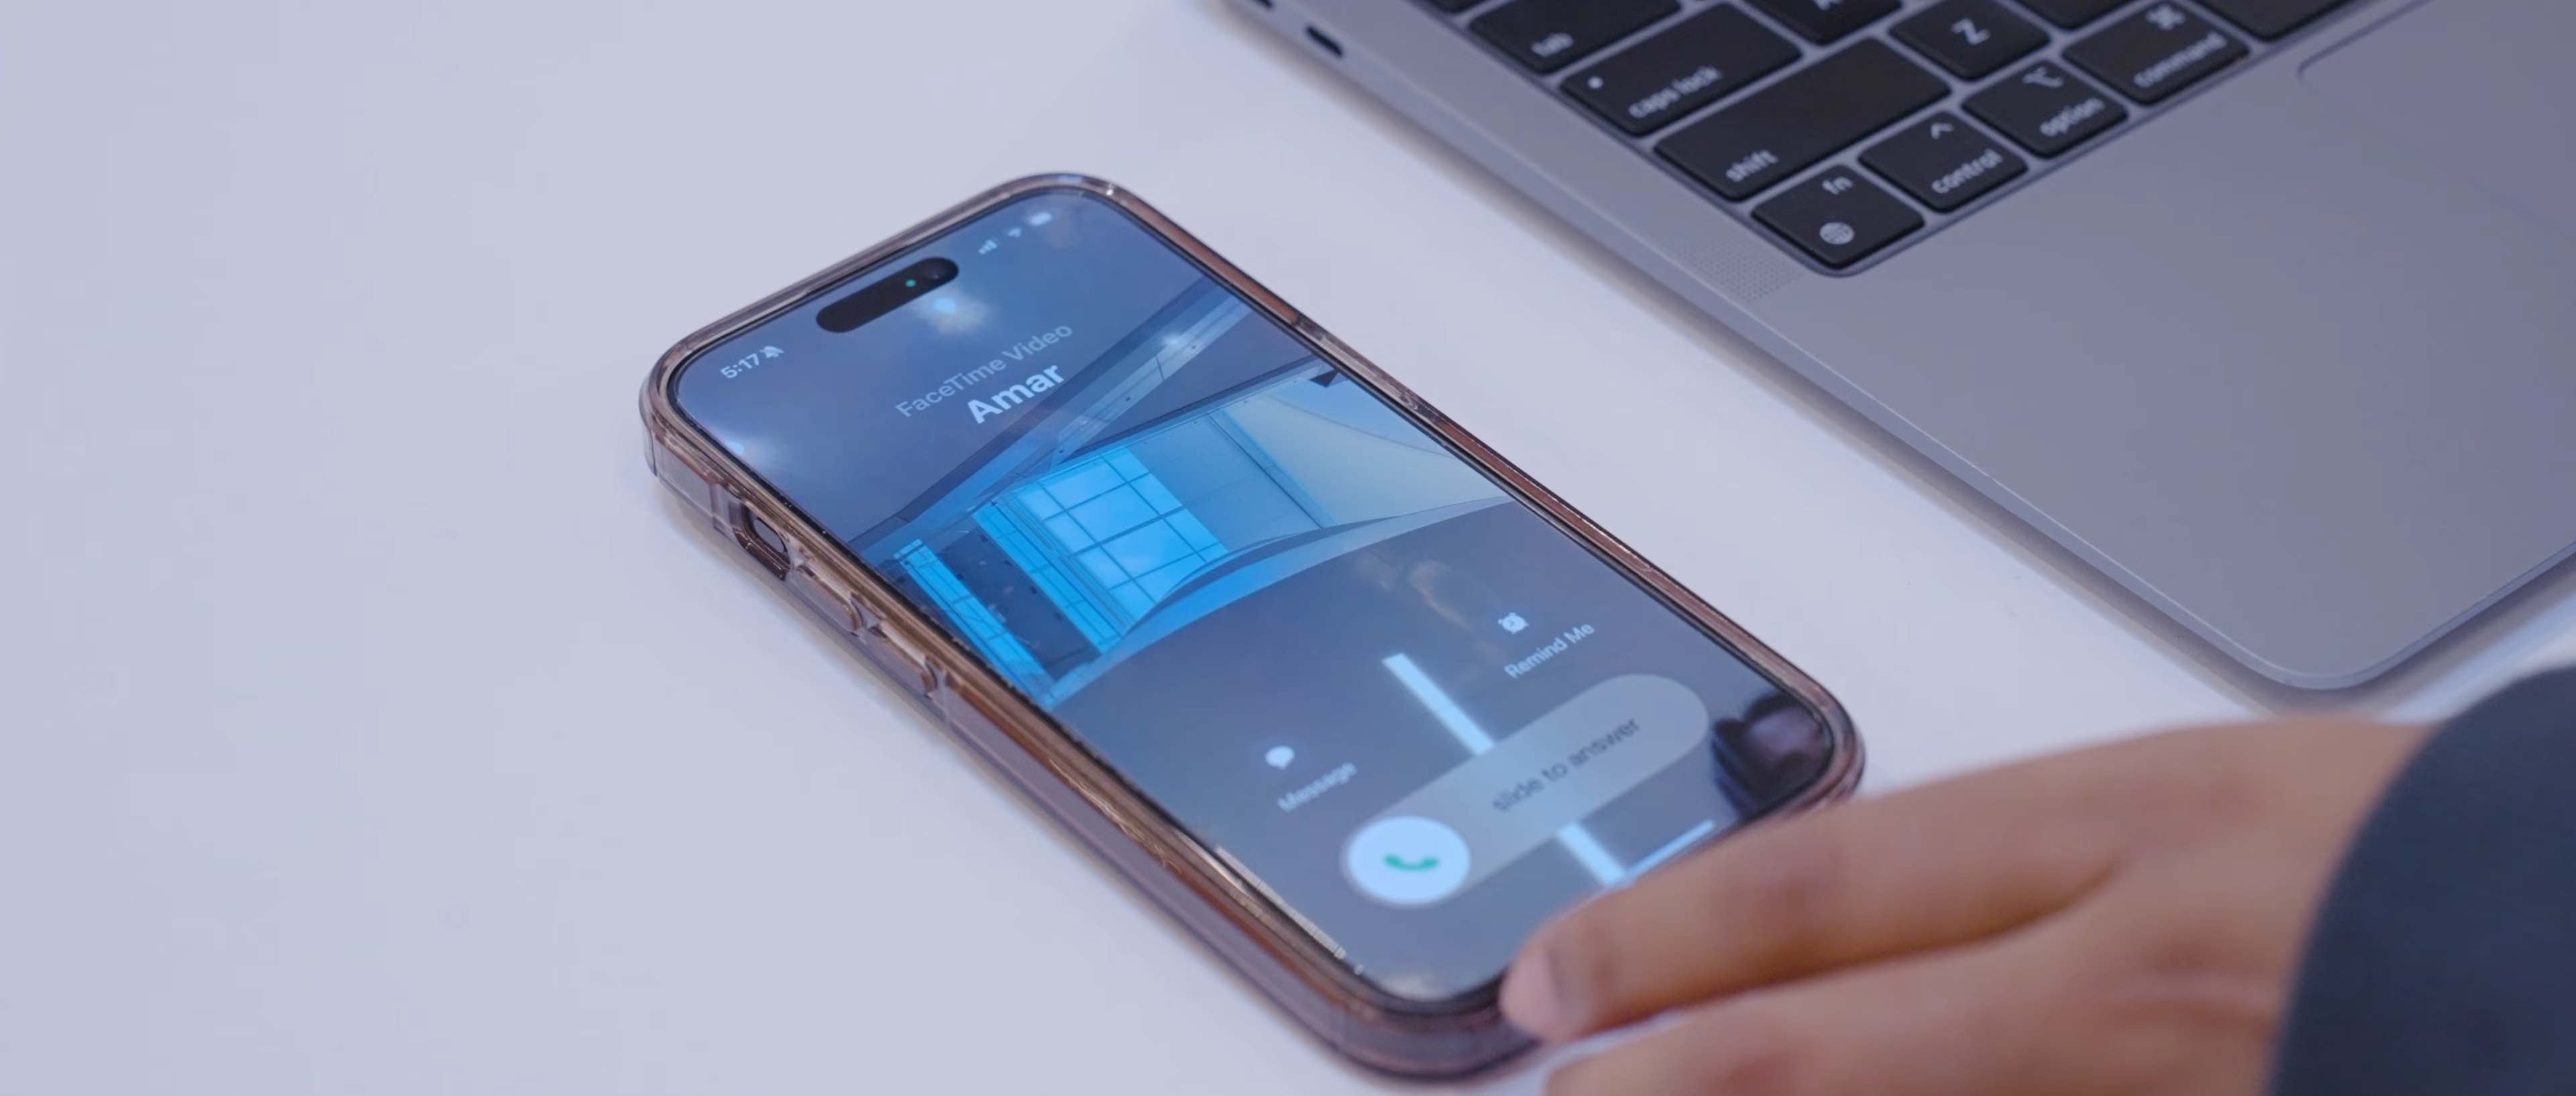 5:17
FaceTime Video
Amar
Remind Me
Message
slide to answer
tab
caps lock
shift
fn
control
option
command
Z
A